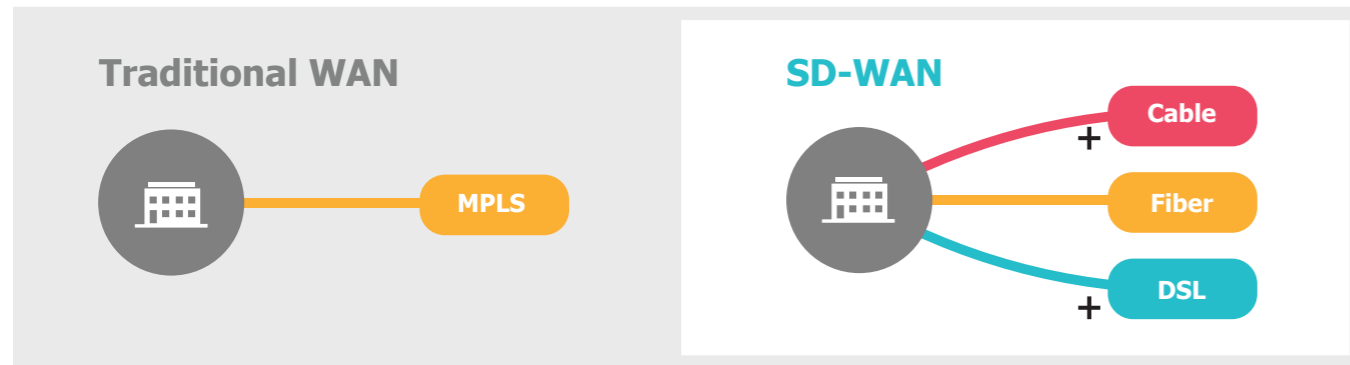 Traditional WAN
MPLS
SD-WAN
Cable
+
Fiber
DSL
+